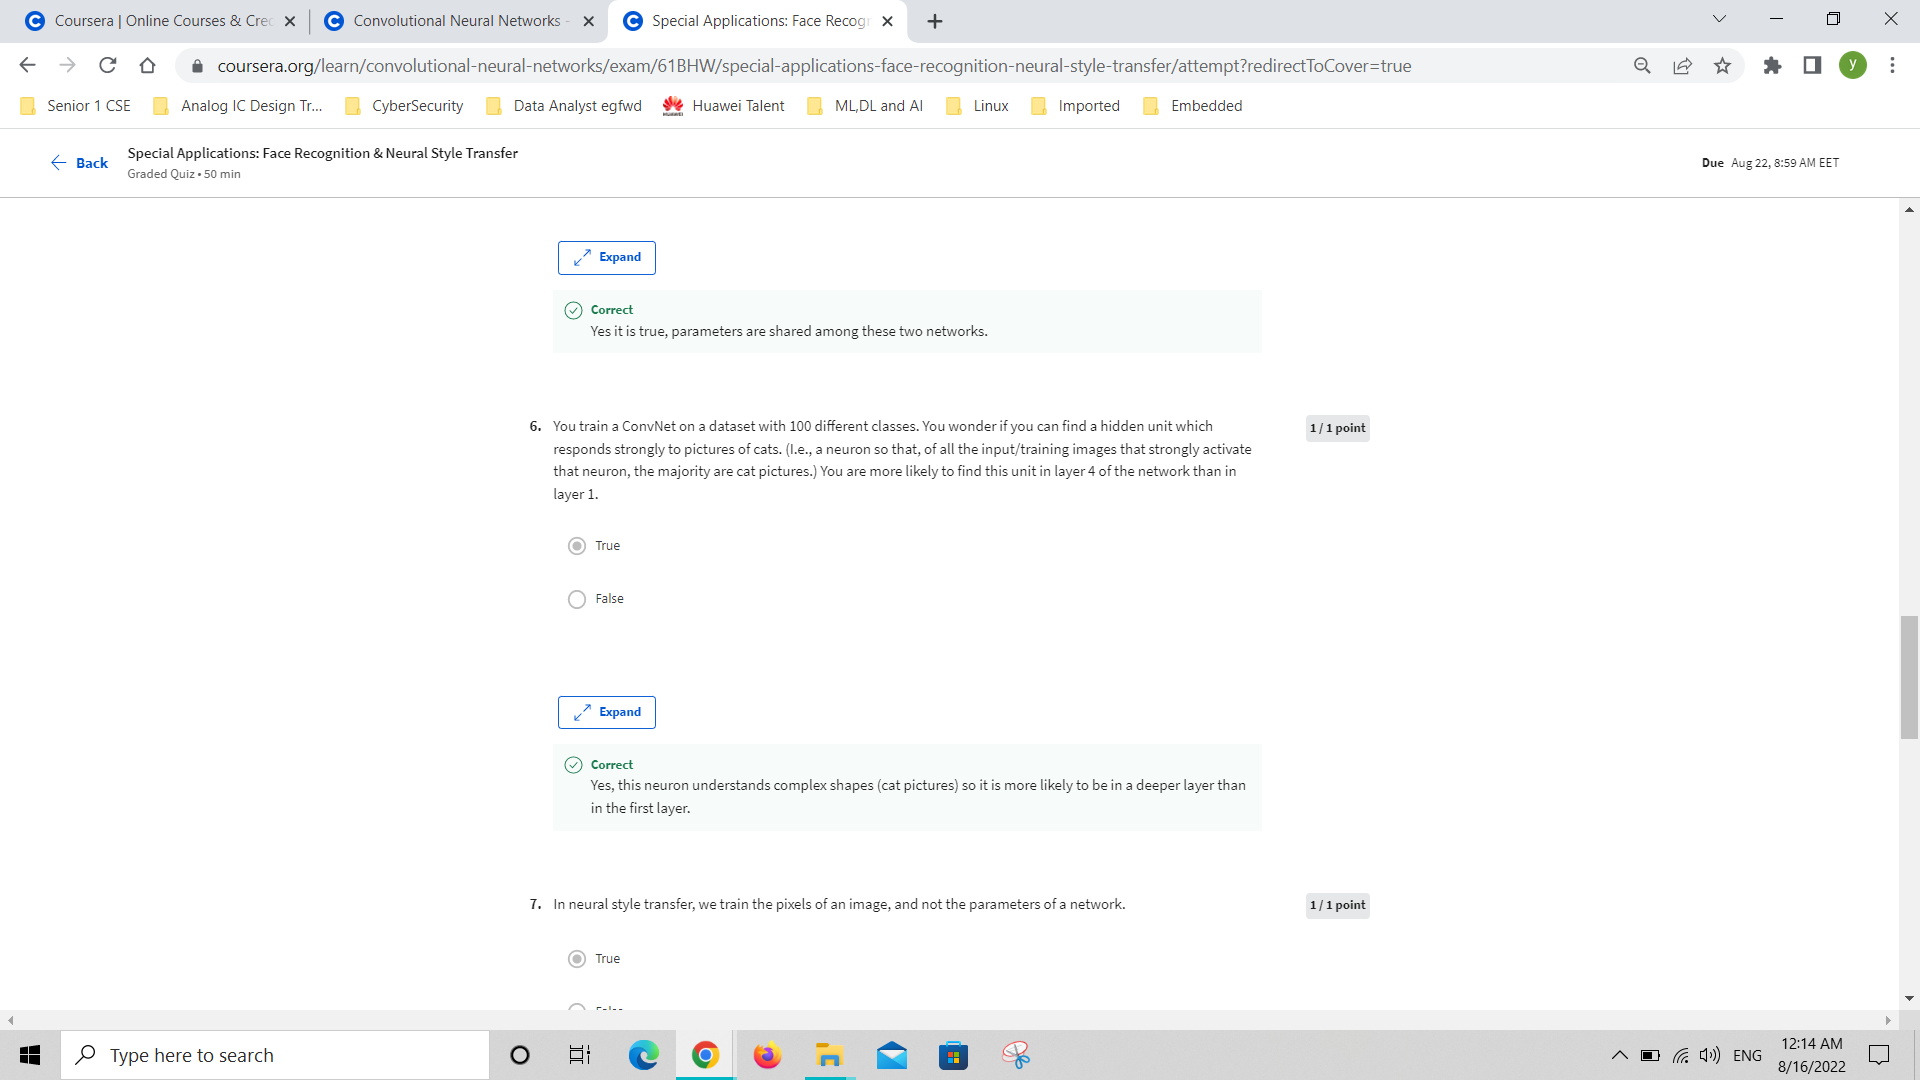 Coursera | Online Courses & Cre
Convolutional Neural Networks -
Special Applications: Face Recog
coursera.org/learn/convolutional-neural-networks/exam/61BHW/special-applications-face-recognition-neural-style-transfer/attempt?redirectToCover=true
y
Senior 1 CSE
Analog IC Design Tr...
CyberSecurity
Data Analyst egfwd
Huawei Talent
ML,DL and AI
Linux
Imported
Embedded
Back
Special Applications: Face Recognition & Neural Style Transfer
Graded Quiz • 50 min
Due Aug 22, 8:59 AM EET
Expand
Correct
Yes it is true, parameters are shared among these two networks.
6. You train a ConvNet on a dataset with 100 different classes. You wonder if you can find a hidden unit which
responds strongly to pictures of cats. (I.e., a neuron so that, of all the input/training images that strongly activate
that neuron, the majority are cat pictures.) You are more likely to find this unit in layer 4 of the network than in
layer 1.
1 / 1 point
True
False
Expand
Correct
Yes, this neuron understands complex shapes (cat pictures) so it is more likely to be in a deeper layer than
in the first layer.
7. In neural style transfer, we train the pixels of an image, and not the parameters of a network.
1 / 1 point
True
False
Type here to search
ENG
12:14 AM
8/16/2022